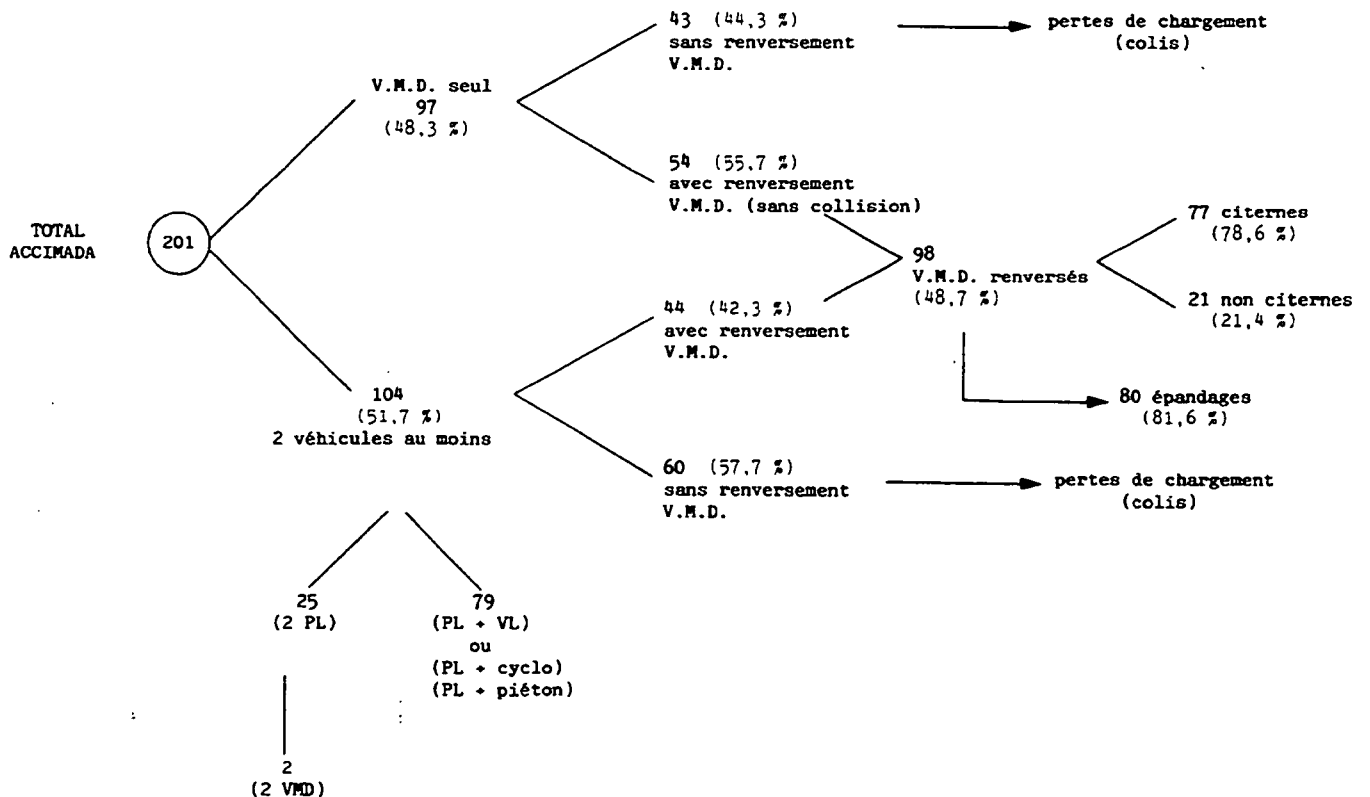 43 (44,3 %)
sans renversement
V.M.D.
pertes de chargement
(colis)
V.M.D. seul
97
(48,3 %)
54 (55,7 %)
avec renversement
V.M.D. (sans collision)
TOTAL
ACCIMADA
201
77 citernes
(78,6 %)
98
V.M.D. renversés
(48,7 %)
21 non citernes
(21,4 %)
44 (42,3 %)
avec renversement
V.M.D.
80 épandages
(81,6 %)
104
(51,7 %)
2 véhicules au moins
60 (57,7 %)
sans renversement
V.M.D.
pertes de chargement
(colis)
25
(2 PL)
79
(PL + VL)
ou
(PL + cyclo)
(PL + piéton)
2
(2 VMD)